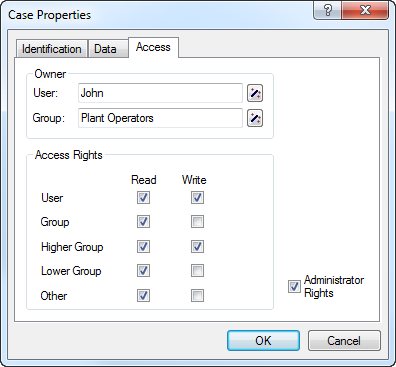 Case Properties
Identification Data Access
Owner
User: John
Group: Plant Operators
Access Rights
Read Write
User
Group
Higher Group
Lower Group
Other
Administrator
Rights
OK Cancel